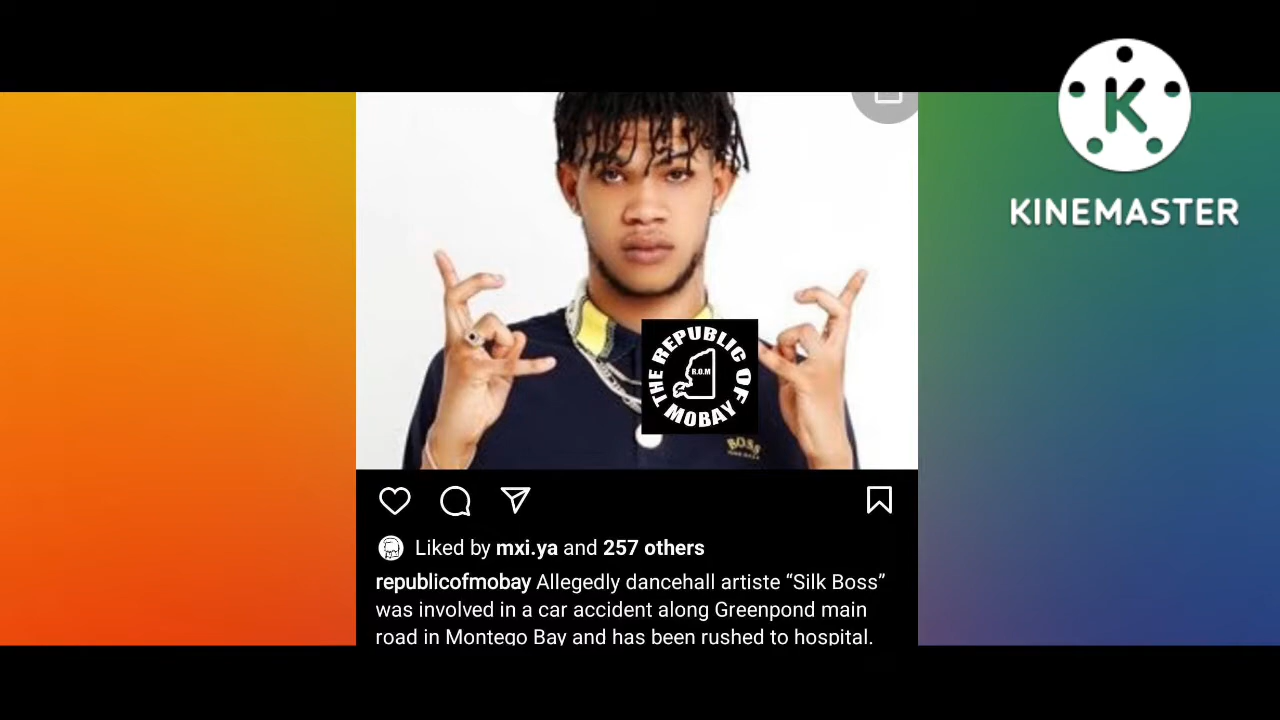 KINEMASTER
THE REPUBLIC OF MOBAY
R.O.M
BOSS
Liked by mxi.ya and 257 others
republicofmobay Allegedly dancehall artiste “Silk Boss”
was involved in a car accident along Greenpond main
road in Montego Bay and has been rushed to hospital.